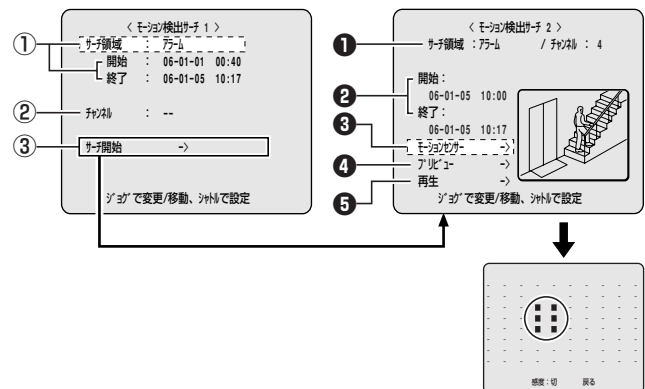 < ﾓｰｼｮﾝ検出ｻｰﾁ 1 >
① ｻｰﾁ領域 : ｱﾗｰﾑ
開始 : 06-01-01 00:40
終了 : 06-01-05 10:17
② ﾁｬﾝﾈﾙ : --
③ ｻｰﾁ開始 ->
ｼﾞｮｸﾞで変更/移動、ｼｬﾄﾙで設定
< ﾓｰｼｮﾝ検出ｻｰﾁ 2 >
❶ ｻｰﾁ領域 : ｱﾗｰﾑ / ﾁｬﾝﾈﾙ : 4
開始 :
❷ 06-01-05 10:00
終了 :
06-01-05 10:17
❸ ﾓｰｼｮﾝｾﾝｻｰ ->
❹ ﾌﾟﾘﾋﾞｭｰ ->
❺ 再生 ->
ｼﾞｮｸﾞで変更/移動、ｼｬﾄﾙで設定
感度 : 切 戻る